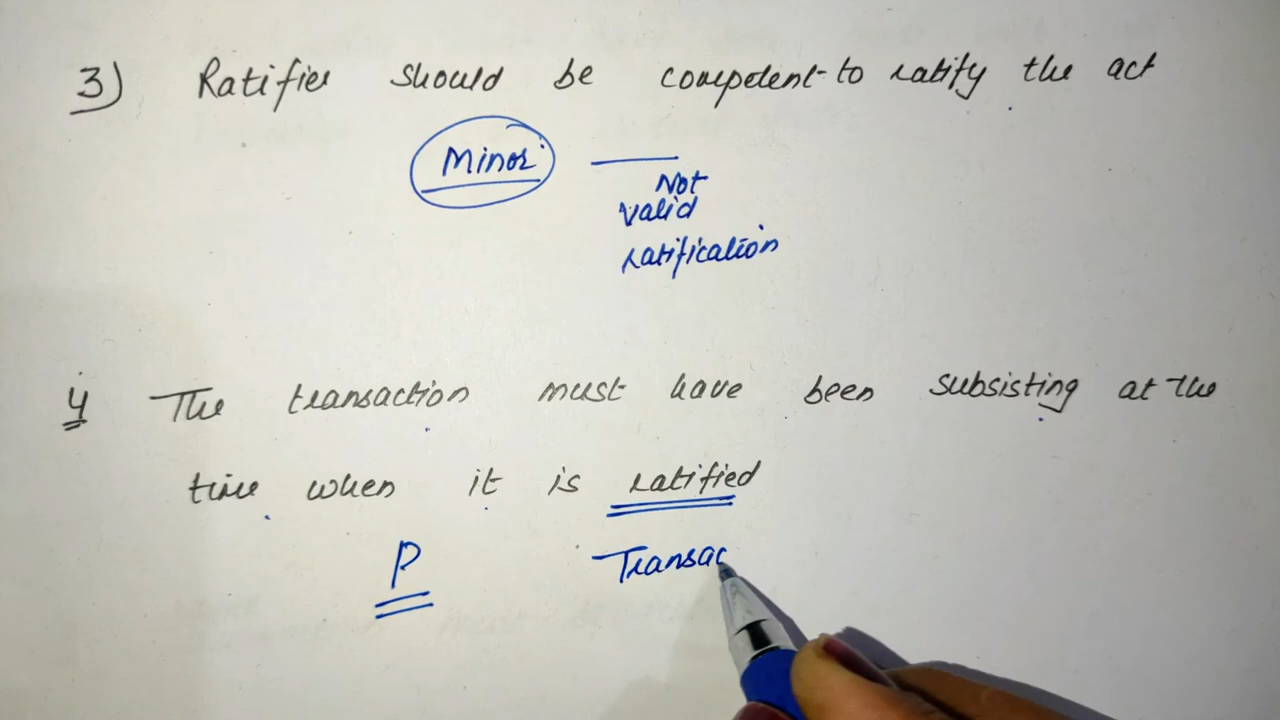 3) Ratifier should be competent to ratify the act
Minor
Not
valid
ratification
4 The transaction must have been subsisting at the
time when it is ratified
P Transac